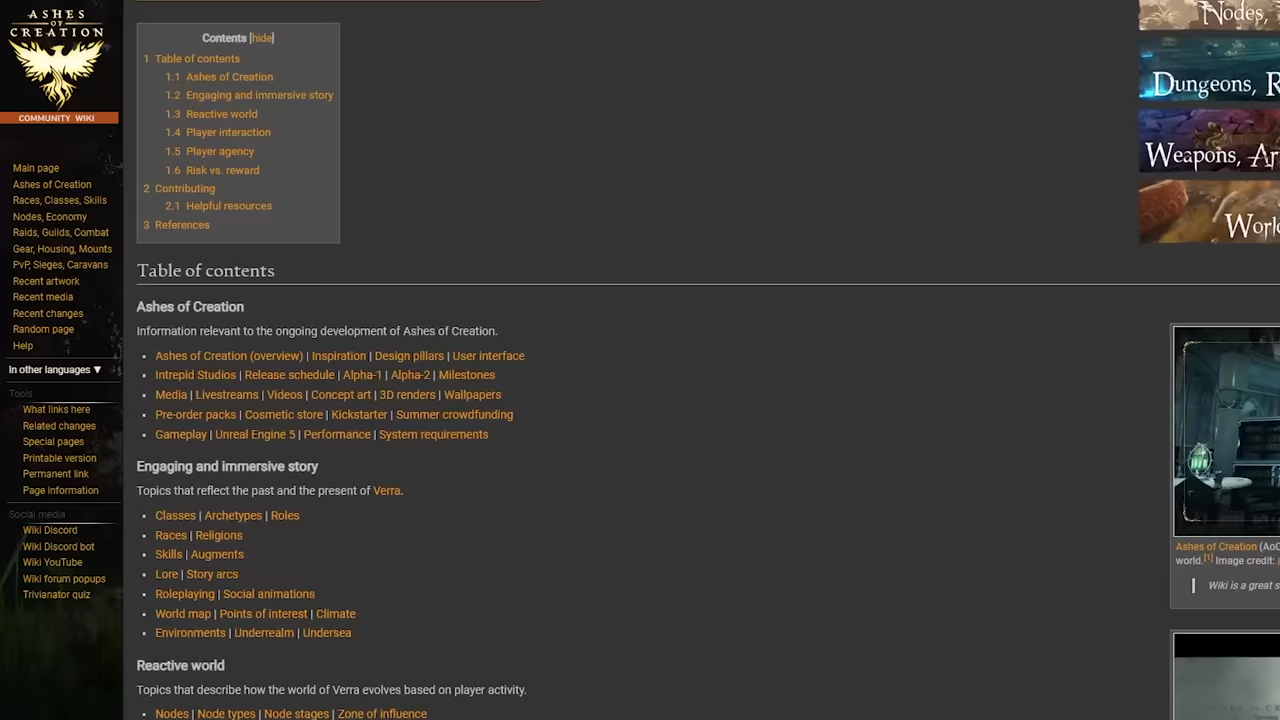 ASHES
OF
CREATION
COMMUNITY WIKI
Main page
Ashes of Creation
Races, Classes, Skills
Nodes, Economy
Raids, Guilds, Combat
Gear, Housing, Mounts
PvP, Sieges, Caravans
Recent artwork
Recent media
Recent changes
Random page
Help
In other languages ▼
Tools
What links here
Related changes
Special pages
Printable version
Permanent link
Page information
Social media
Wiki Discord
Wiki Discord bot
Wiki YouTube
Wiki forum popups
Trivianator quiz
Contents [hide]
1 Table of contents
1.1 Ashes of Creation
1.2 Engaging and immersive story
1.3 Reactive world
1.4 Player interaction
1.5 Player agency
1.6 Risk vs. reward
2 Contributing
2.1 Helpful resources
3 References
Table of contents
Ashes of Creation
Information relevant to the ongoing development of Ashes of Creation.
• Ashes of Creation (overview) | Inspiration | Design pillars | User interface
• Intrepid Studios | Release schedule | Alpha-1 | Alpha-2 | Milestones
• Media | Livestreams | Videos | Concept art | 3D renders | Wallpapers
• Pre-order packs | Cosmetic store | Kickstarter | Summer crowdfunding
• Gameplay | Unreal Engine 5 | Performance | System requirements
Engaging and immersive story
Topics that reflect the past and the present of Verra.
• Classes | Archetypes | Roles
• Races | Religions
• Skills | Augments
• Lore | Story arcs
• Roleplaying | Social animations
• World map | Points of interest | Climate
• Environments | Underrealm | Undersea
Reactive world
Topics that describe how the world of Verra evolves based on player activity.
• Nodes | Node types | Node stages | Zone of influence
Nodes,
Dungeons, R
Weapons, Ar
Worl
Ashes of Creation (AoC
world.[1] Image credit:
Wiki is a great s